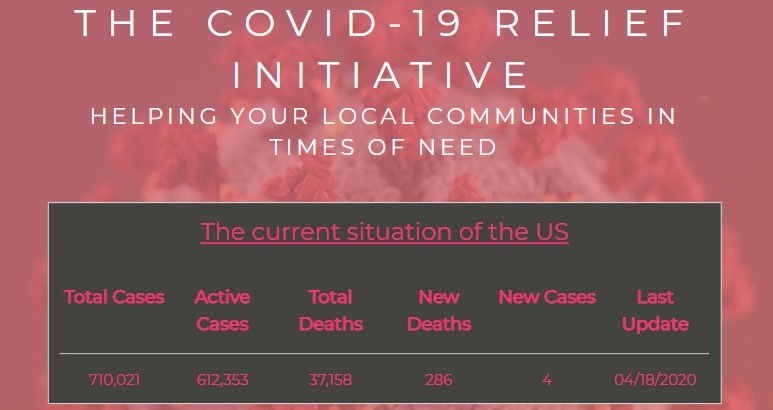 THE COVID-19 RELIEF
INITIATIVE
HELPING YOUR LOCAL COMMUNITIES IN
TIMES OF NEED
The current situation of the US
Total Cases Active Cases Total Deaths New Deaths New Cases Last Update
710,021 612,353 37,158 286 4 04/18/2020